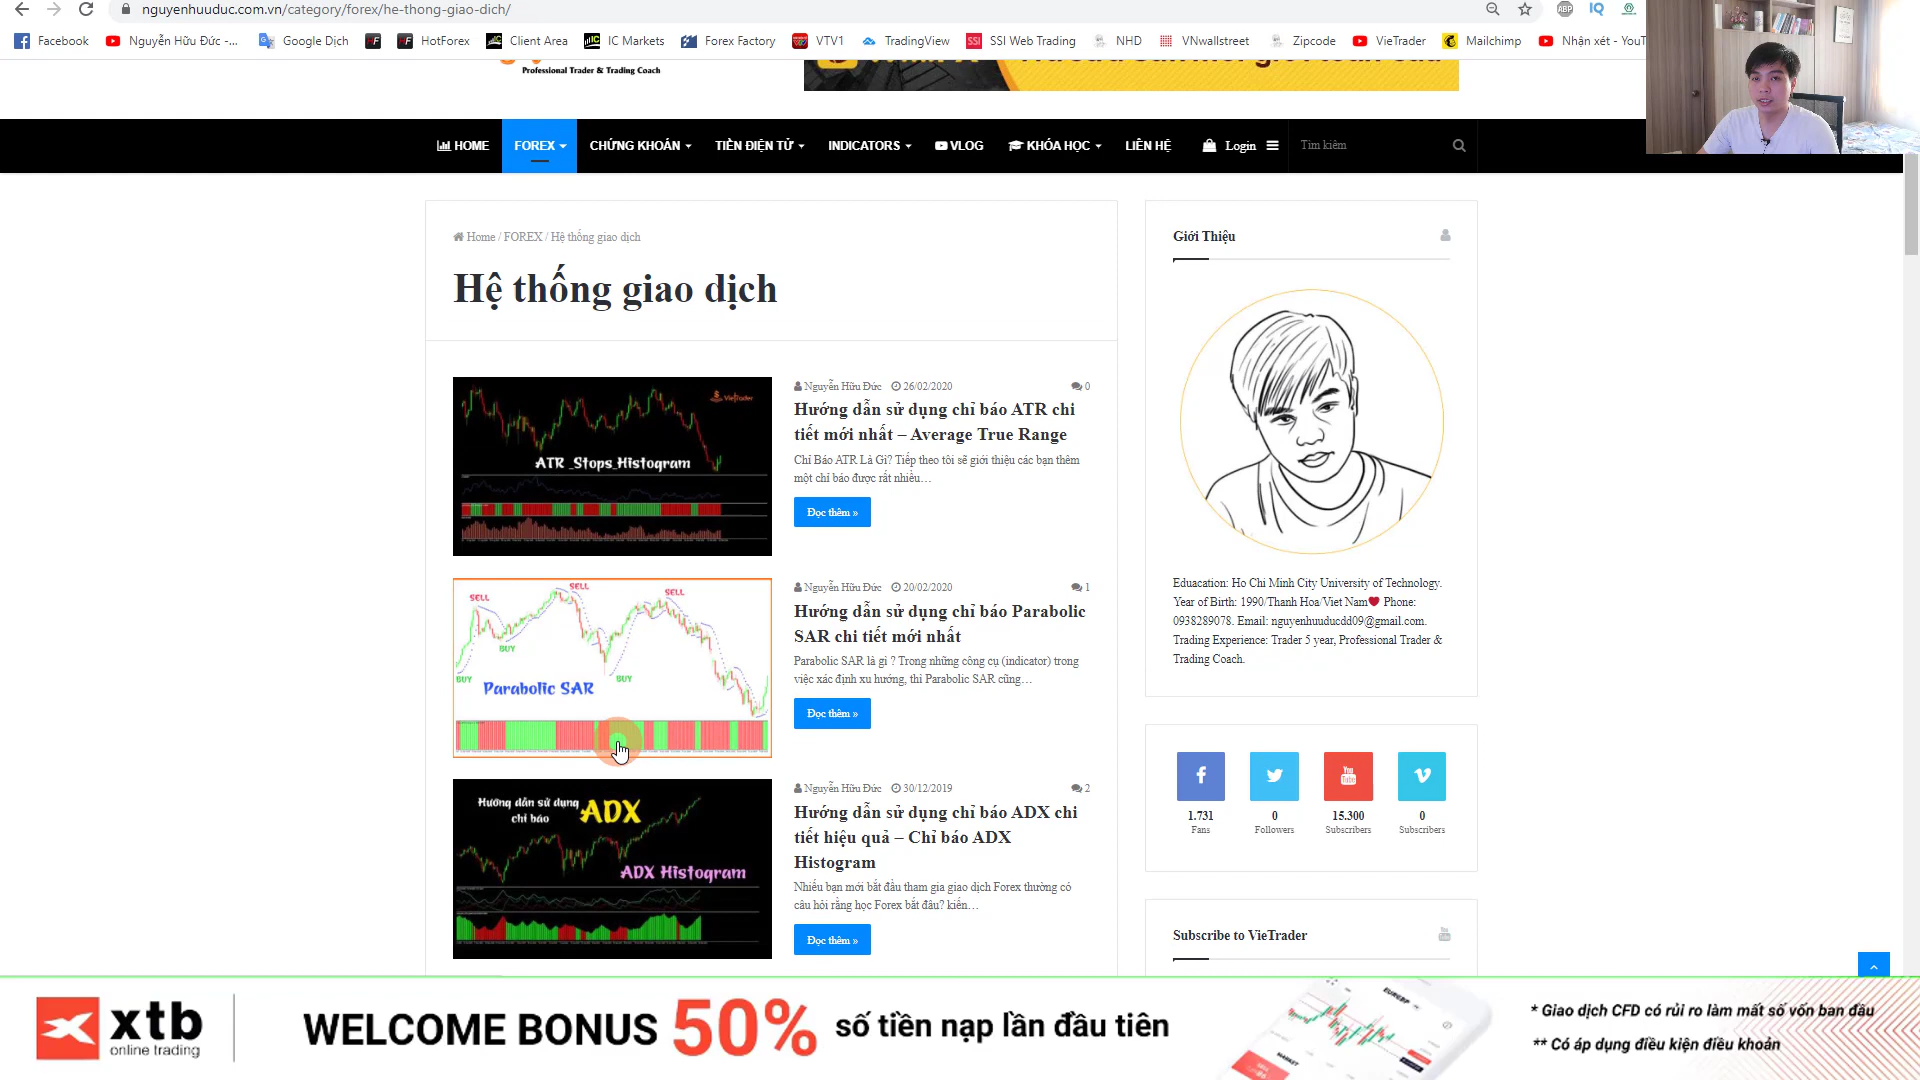 nguyenhuuduc.com.vn/category/forex/he-thong-giao-dich/
ABP
IQ
Facebook
Nguyễn Hữu Đức -...
Google Dịch
HotForex
Client Area
IC Markets
Forex Factory
VTV1
TradingView
SSI Web Trading
NHD
VNwallstreet
Zipcode
VieTrader
Mailchimp
Nhận xét - YouT
Professional Trader & Trading Coach
HOME
FOREX
CHỨNG KHOÁN
TIỀN ĐIỆN TỬ
INDICATORS
VLOG
KHÓA HỌC
LIÊN HỆ
Login
Tìm kiếm
Home / FOREX / Hệ thống giao dịch
Hệ thống giao dịch
VieTrader
ATR_Stops_Histogram
Nguyễn Hữu Đức 26/02/2020 0
Hướng dẫn sử dụng chỉ báo ATR chi
tiết mới nhất – Average True Range
Chỉ Báo ATR Là Gì? Tiếp theo tôi sẽ giới thiệu các bạn thêm
một chỉ báo được rất nhiều…
Đọc thêm »
SELL
SELL
SELL
BUY
BUY
BUY
Parabolic SAR
Nguyễn Hữu Đức 20/02/2020 1
Hướng dẫn sử dụng chỉ báo Parabolic
SAR chi tiết mới nhất
Parabolic SAR là gì ? Trong những công cụ (indicator) trong
việc xác định xu hướng, thì Parabolic SAR cũng…
Đọc thêm »
Hướng dẫn sử dụng
chỉ báo
ADX
ADX Histogram
Nguyễn Hữu Đức 30/12/2019 2
Hướng dẫn sử dụng chỉ báo ADX chi
tiết hiệu quả – Chỉ báo ADX
Histogram
Nhiều bạn mới bắt đầu tham gia giao dịch Forex thường có
câu hỏi rằng học Forex bắt đâu? kiến…
Đọc thêm »
Giới Thiệu
Eduacation: Ho Chi Minh City University of Technology.
Year of Birth: 1990/Thanh Hoa/Viet Nam❤ Phone:
0938289078. Email: nguyenhuuducdd09@gmail.com.
Trading Experience: Trader 5 year, Professional Trader &
Trading Coach.
1.731
Fans
0
Followers
You Tube
15.300
Subscribers
0
Subscribers
Subscribe to VieTrader
xtb
online trading
WELCOME BONUS 50% số tiền nạp lần đầu tiên
* Giao dịch CFD có rủi ro làm mất số vốn ban đầu
** Có áp dụng điều kiện điều khoản